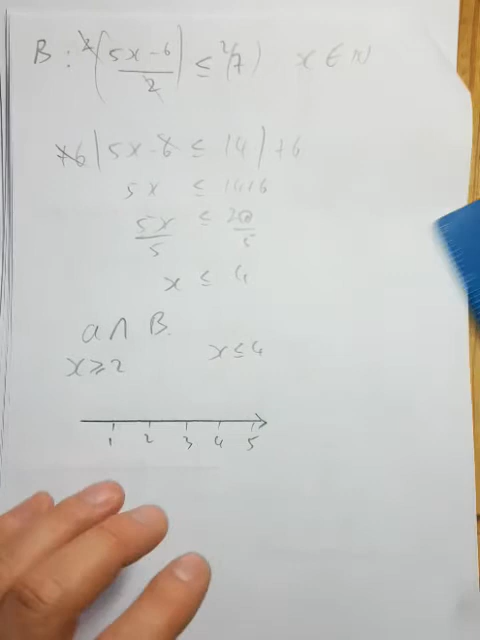 B : 2(5x-6/2) ≤ 2(7) x ∈ N
+6 | 5x-6 ≤ 14 | +6
5x ≤ 14+6
5x/5 ≤ 20/5
x ≤ 4
a ∩ B.
x ≥ 2 x ≤ 4
1 2 3 4 5